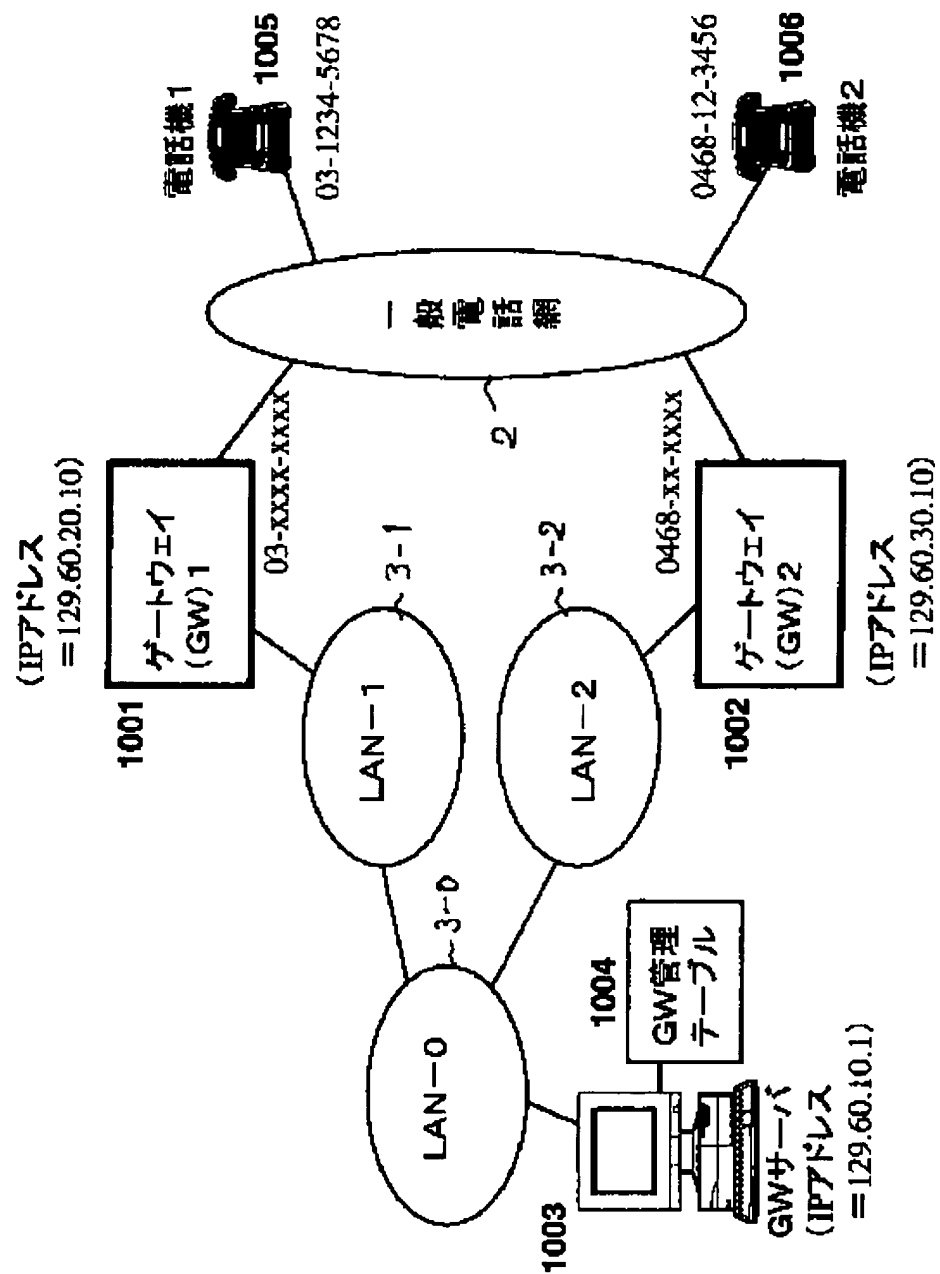 電話機1
1005
03-1234-5678
0468-12-3456
1006
電話機2
一般電話網
2
03-xxxx-xxxx
0468-xx-xxxx
(IPアドレス
=129.60.20.10)
ゲートウェイ
(GW)1
1001
3-1
LAN-1
3-2
LAN-2
ゲートウェイ
(GW)2
1002
(IPアドレス
=129.60.30.10)
3-0
LAN-0
1004
GW管理
テーブル
1003
GWサーバ
(IPアドレス
=129.60.10.1)